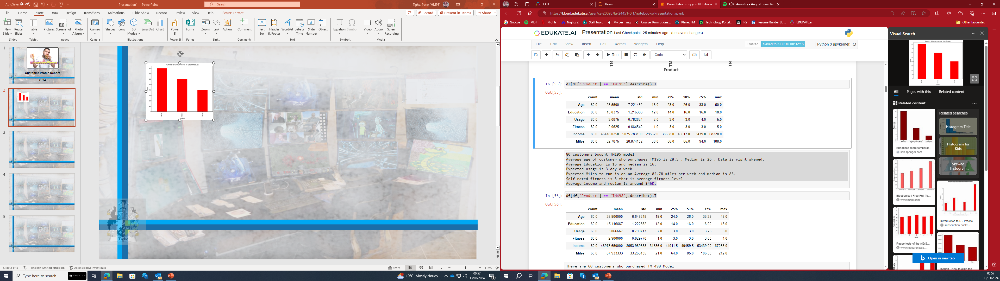 AutoSave Off
Presentation1 - PowerPoint
Search
Tighe, Peter [HMPS]
File Home Insert Draw Design Transitions Animations Slide Show Record Review View Help Picture Format
Record Present in Teams Share
New Slides Reuse Slides Table Pictures Screenshot Photo Album Cameo Shapes Icons 3D Models SmartArt Chart Power BI Forms Zoom Link Action Comment Text Box Header & Footer WordArt Date & Time Slide Number Object Equation Symbol Video Audio Screen Recording
Slides Tables Images Camera Illustrations Power BI Forms Links Comments Text Symbols Media
1
CardioGoodFitness
Customer Profile Report
2024
2
3
4
5
Number of Occurrences of Each Product
Product
Tighe
Slide 2 of 5 English (United Kingdom) Accessibility: Investigate
Notes 114%
Type here to search
10°C Mostly cloudy
00:57
13/03/2024
KATE Home Presentation - Jupyter Notebook Ancestry • August Burns Re
https://kloud.edukate.ai/user/cs-20093/lu-24451-0.1/notebooks/Presentation.ipynb
Google MDT Nights Nights 2 Staff tools My Learning Course: Promotiona... Planet FM Technology Portal... IRS Resume Builder | Li... EDUKATE.ai Other favourites
EDUKATE.AI Presentation Last Checkpoint: 25 minutes ago (unsaved changes)
File Edit View Insert Cell Kernel Widgets Help
Trusted Saved to KLOUD 00:32:15 Python 3 (ipykernel)
Run Code
TM TM TM
Product
In [55]: df[df['Product'] == 'TM195'].describe().T
Out[55]:
count mean std min 25% 50% 75% max
Age 80.0 28.5500 7.221452 18.0 23.0 26.0 33.0 50.0
Education 80.0 15.0375 1.216383 12.0 14.0 16.0 16.0 18.0
Usage 80.0 3.0875 0.782624 2.0 3.0 3.0 4.0 5.0
Fitness 80.0 2.9625 0.664540 1.0 3.0 3.0 3.0 5.0
Income 80.0 46418.0250 9075.783190 29562.0 38658.0 46617.0 53439.0 68220.0
Miles 80.0 82.7875 28.874102 38.0 66.0 85.0 94.0 188.0
80 customers bought TM195 model
Average age of customer who purchases TM195 is 28.5 , Median is 26 . Data is right skewed.
Average Education is 15 and median is 16.
Expected usage is 3 day a week
Expected Miles to run is on an Average 82.78 miles per week and median is 85.
Self rated fitness is 3 that is average fitness level
Average income and median is around $46K.
In [56]: df[df['Product'] == 'TM498'].describe().T
Out[56]:
count mean std min 25% 50% 75% max
Age 60.0 28.900000 6.645248 19.0 24.0 26.0 33.25 48.0
Education 60.0 15.116667 1.222552 12.0 14.0 16.0 16.00 18.0
Usage 60.0 3.066667 0.799717 2.0 3.0 3.0 3.25 5.0
Fitness 60.0 2.900000 0.629770 1.0 3.0 3.0 3.00 4.0
Income 60.0 48973.650000 8653.989388 31836.0 44911.5 49459.5 53439.00 67083.0
Miles 60.0 87.933333 33.263135 21.0 64.0 85.0 106.00 212.0
There are 60 customers who purchased TM 498 Model
Visual Search
Number of Occurrences of Each Product
All Pages with this Related content
Related content
Enhanced room temperat...
link.springer.com
Related searches
Histogram Title
Histogram for Kids
Skewed Histogram...
Electronics | Free Full-Te...
www.mdpi.com
Introduction to R - Practic...
subscription.packt...
Reuse tests of the Al2(S...
www.researchgate....
Open in new tab
python - How to align the
00:57
13/03/2024